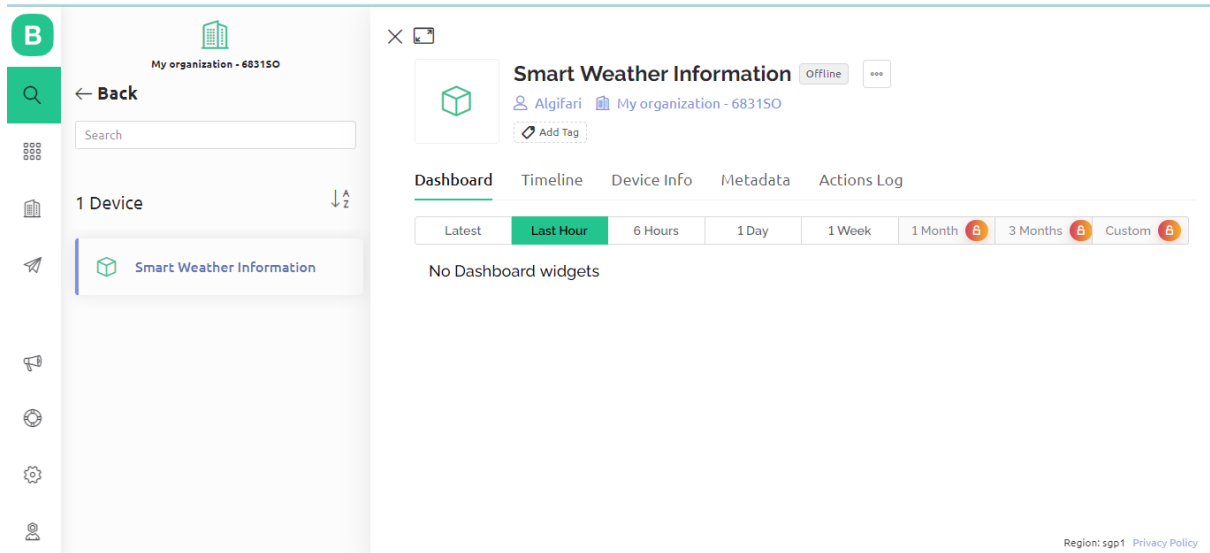 B
My organization - 6831SO
← Back
Search
1 Device
A
Z
Smart Weather Information
Smart Weather Information Offline
Algifari My organization - 6831SO
Add Tag
Dashboard Timeline Device Info Metadata Actions Log
Latest Last Hour 6 Hours 1 Day 1 Week 1 Month 3 Months Custom
No Dashboard widgets
Region: sgp1 Privacy Policy